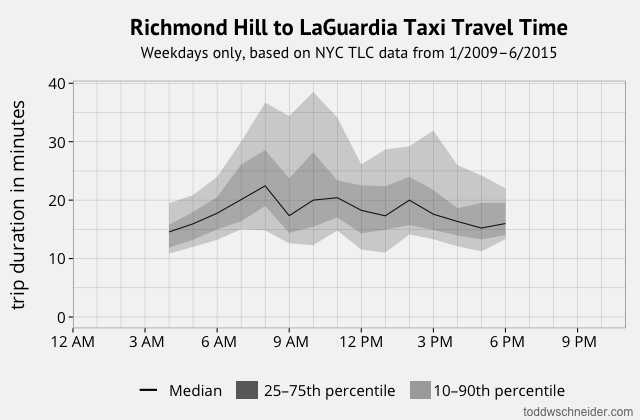 Richmond Hill to LaGuardia Taxi Travel Time
Weekdays only, based on NYC TLC data from 1/2009–6/2015
trip duration in minutes
40
30
20
10
0
12 AM 3 AM 6 AM 9 AM 12 PM 3 PM 6 PM 9 PM
Median 25–75th percentile 10–90th percentile
toddwschneider.com